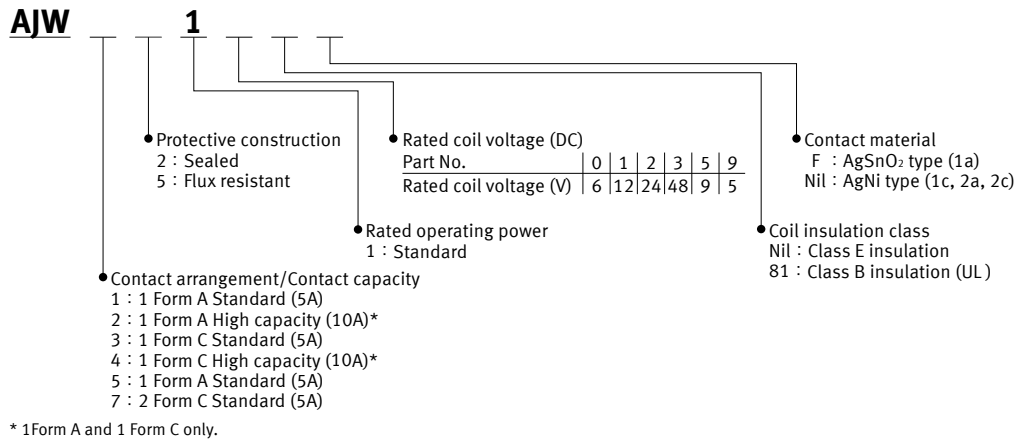 AJW 1
Protective construction
2 : Sealed
5 : Flux resistant
Rated coil voltage (DC)
Part No. 0 1 2 3 5 9
Rated coil voltage (V) 6 12 24 48 9 5
Contact material
F : AgSnO₂ type (1a)
Nil : AgNi type (1c, 2a, 2c)
Rated operating power
1 : Standard
Coil insulation class
Nil : Class E insulation
81 : Class B insulation (UL)
Contact arrangement/Contact capacity
1 : 1 Form A Standard (5A)
2 : 1 Form A High capacity (10A)*
3 : 1 Form C Standard (5A)
4 : 1 Form C High capacity (10A)*
5 : 1 Form A Standard (5A)
7 : 2 Form C Standard (5A)
* 1Form A and 1 Form C only.